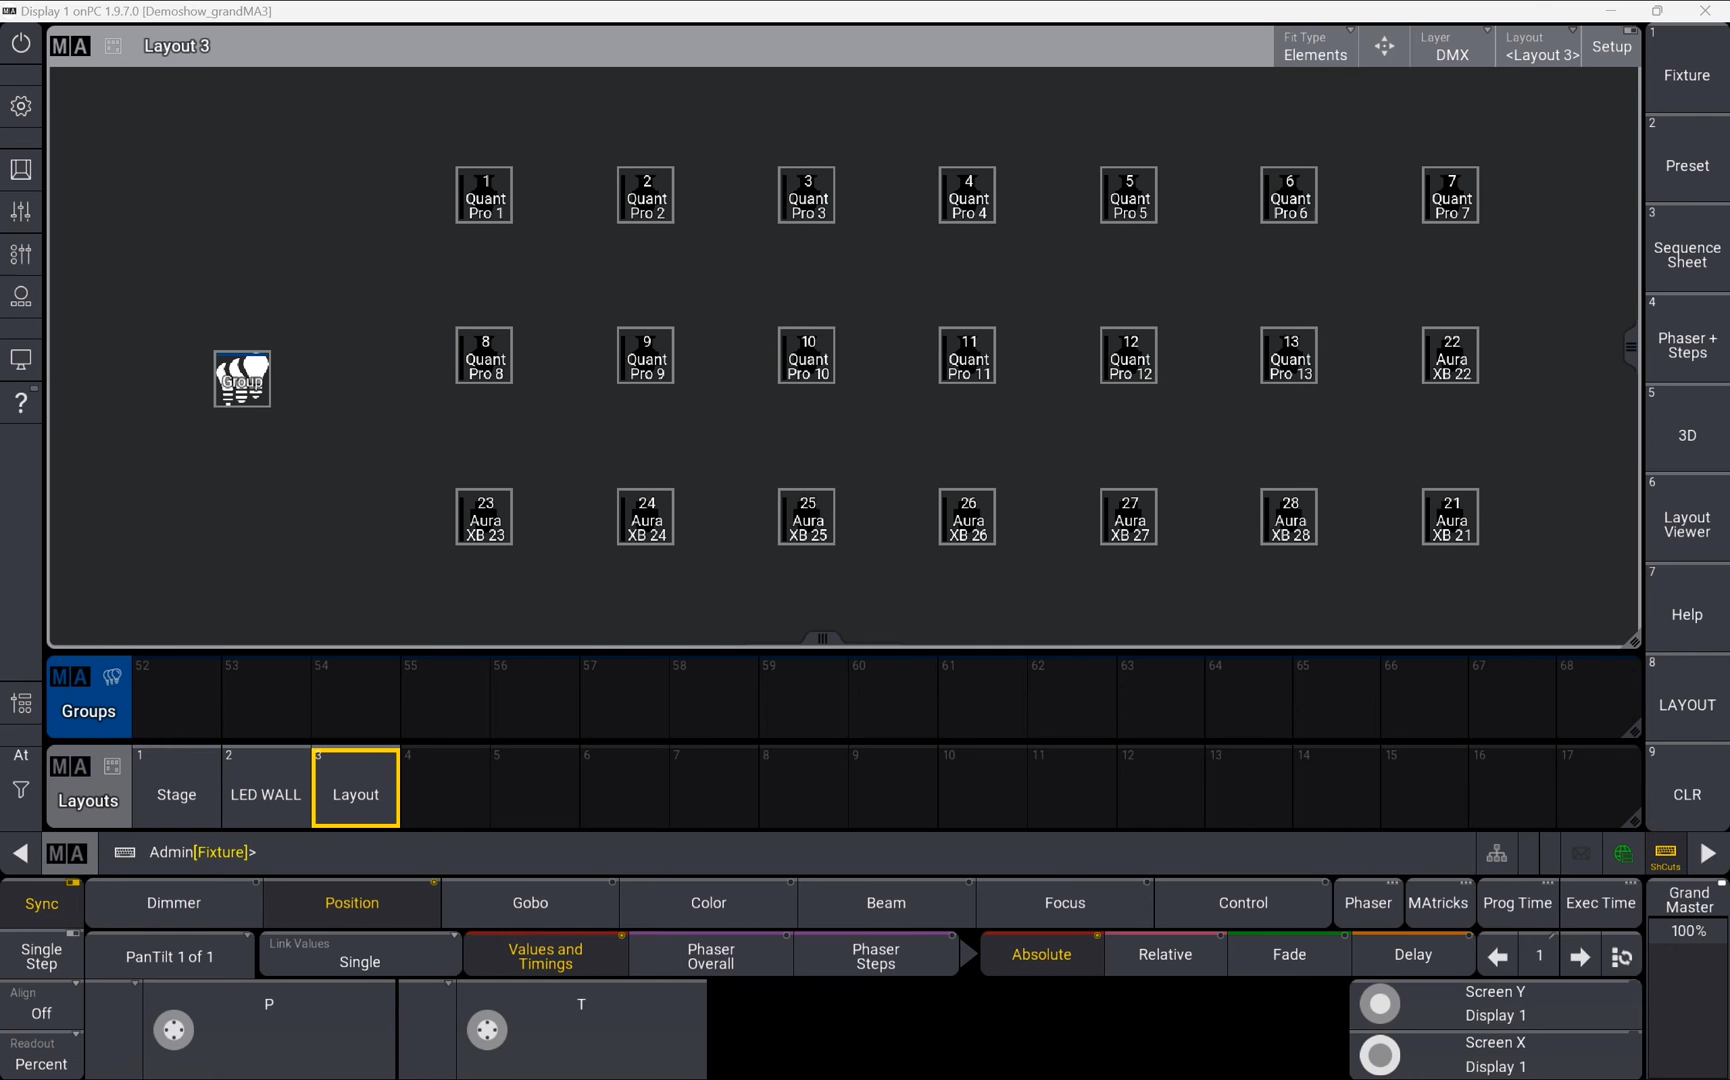 MA Display 1 onPC 1.9.7.0 [Demoshow_grandMA3]
MA Layout 3
Fit Type
Elements
Layer
DMX
Layout
<Layout 3>
Setup
1
Fixture
2
Preset
3
Sequence
Sheet
4
Phaser +
Steps
5
3D
6
Layout
Viewer
7
Help
8
LAYOUT
9
CLR
1
Quant
Pro 1
2
Quant
Pro 2
3
Quant
Pro 3
4
Quant
Pro 4
5
Quant
Pro 5
6
Quant
Pro 6
7
Quant
Pro 7
Group
8
Quant
Pro 8
9
Quant
Pro 9
10
Quant
Pro 10
11
Quant
Pro 11
12
Quant
Pro 12
13
Quant
Pro 13
22
Aura
XB 22
23
Aura
XB 23
24
Aura
XB 24
25
Aura
XB 25
26
Aura
XB 26
27
Aura
XB 27
28
Aura
XB 28
21
Aura
XB 21
?
MA
Groups
52 53 54 55 56 57 58 59 60 61 62 63 64 65 66 67 68
At
MA
Layouts
1
Stage
2
LED WALL
3
Layout
4 5 6 7 8 9 10 11 12 13 14 15 16 17
MA Admin[Fixture]>
ShCuts
Sync
Dimmer
Position
Gobo
Color
Beam
Focus
Control
Phaser
MAtricks
Prog Time
Exec Time
Grand
Master
100%
Single
Step
PanTilt 1 of 1
Link Values
Single
Values and
Timings
Phaser
Overall
Phaser
Steps
Absolute
Relative
Fade
Delay
1
Align
Off
Readout
Percent
P
T
Screen Y
Display 1
Screen X
Display 1